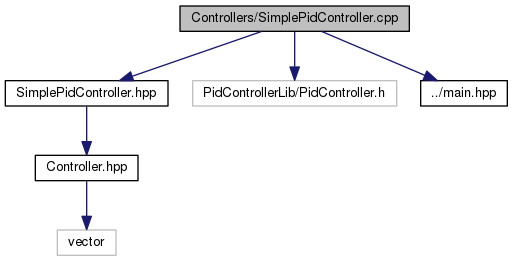 Controllers/SimplePidController.cpp
SimplePidController.hpp
PidControllerLib/PidController.h
../main.hpp
Controller.hpp
vector